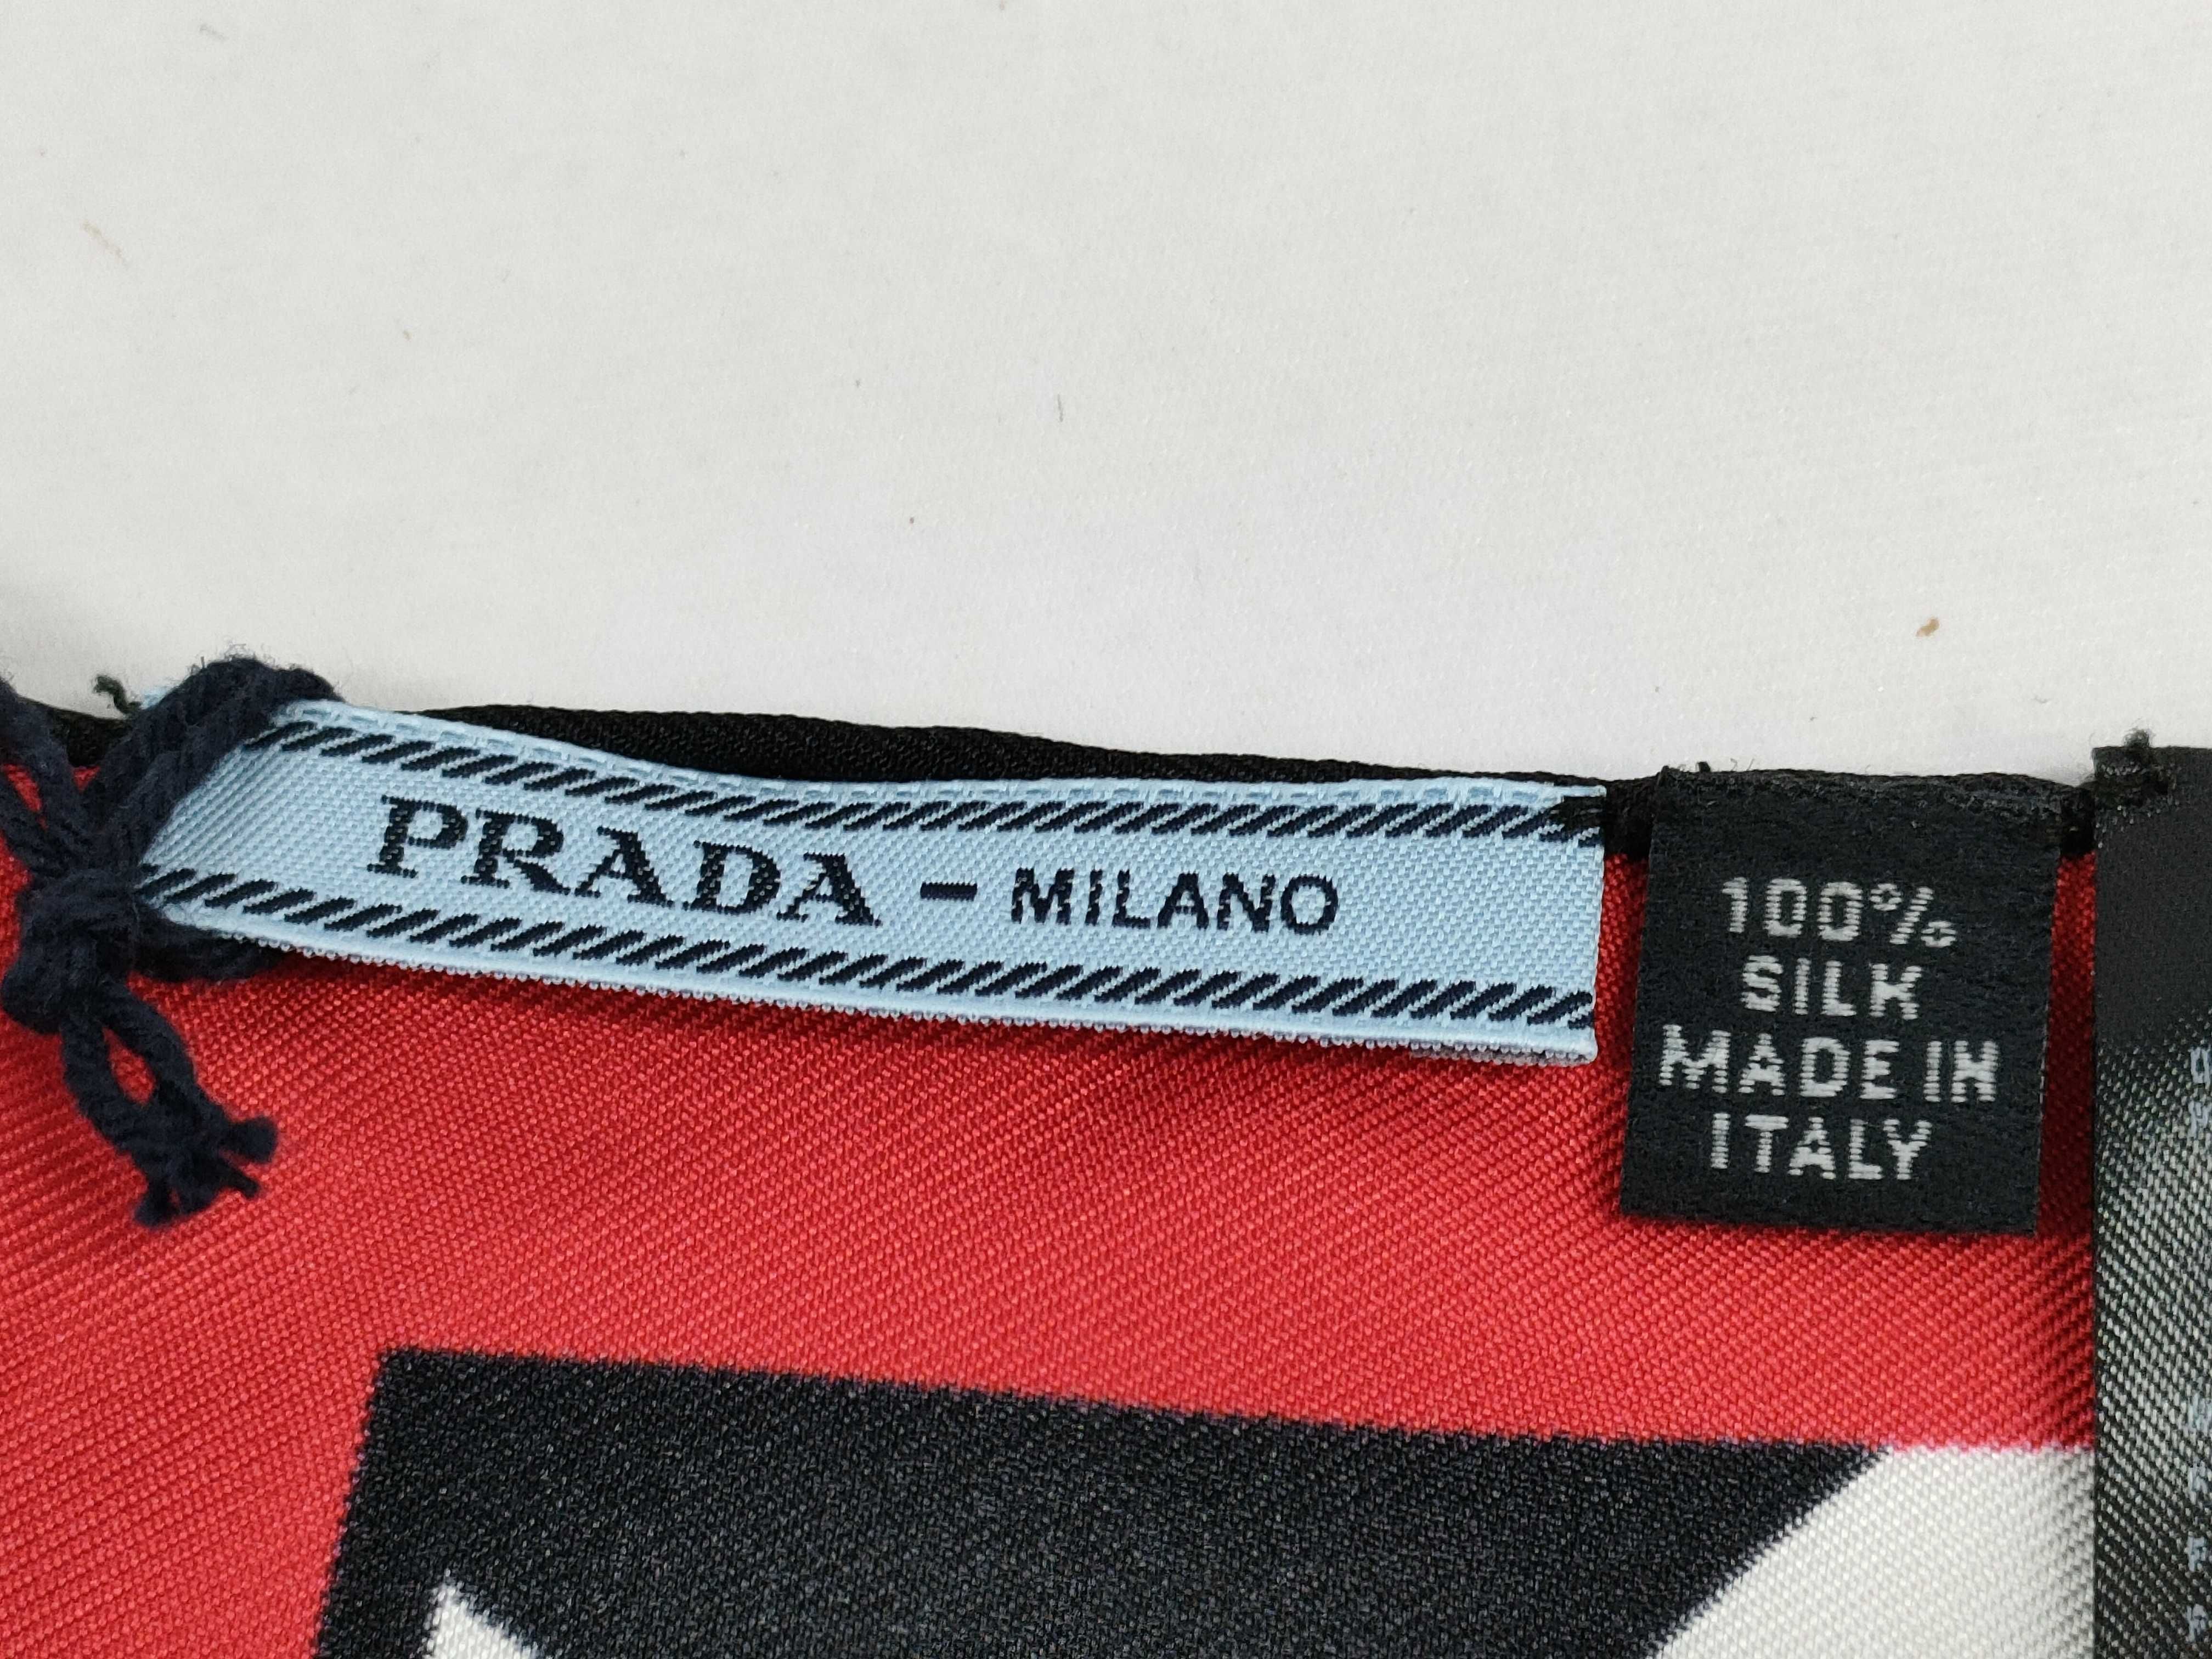 PRADA - MILANO
100%
SILK
MADE IN
ITALY